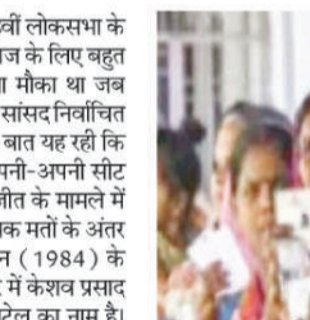 वीं लोकसभा के
ज के लिए बहुत
मौका था जब
सांसद निर्वाचित
बात यह रही कि
पनी-अपनी सीट
जीत के मामले में
क मतों के अंतर
न (1984) के
में केशव प्रसाद
टेल का नाम है।